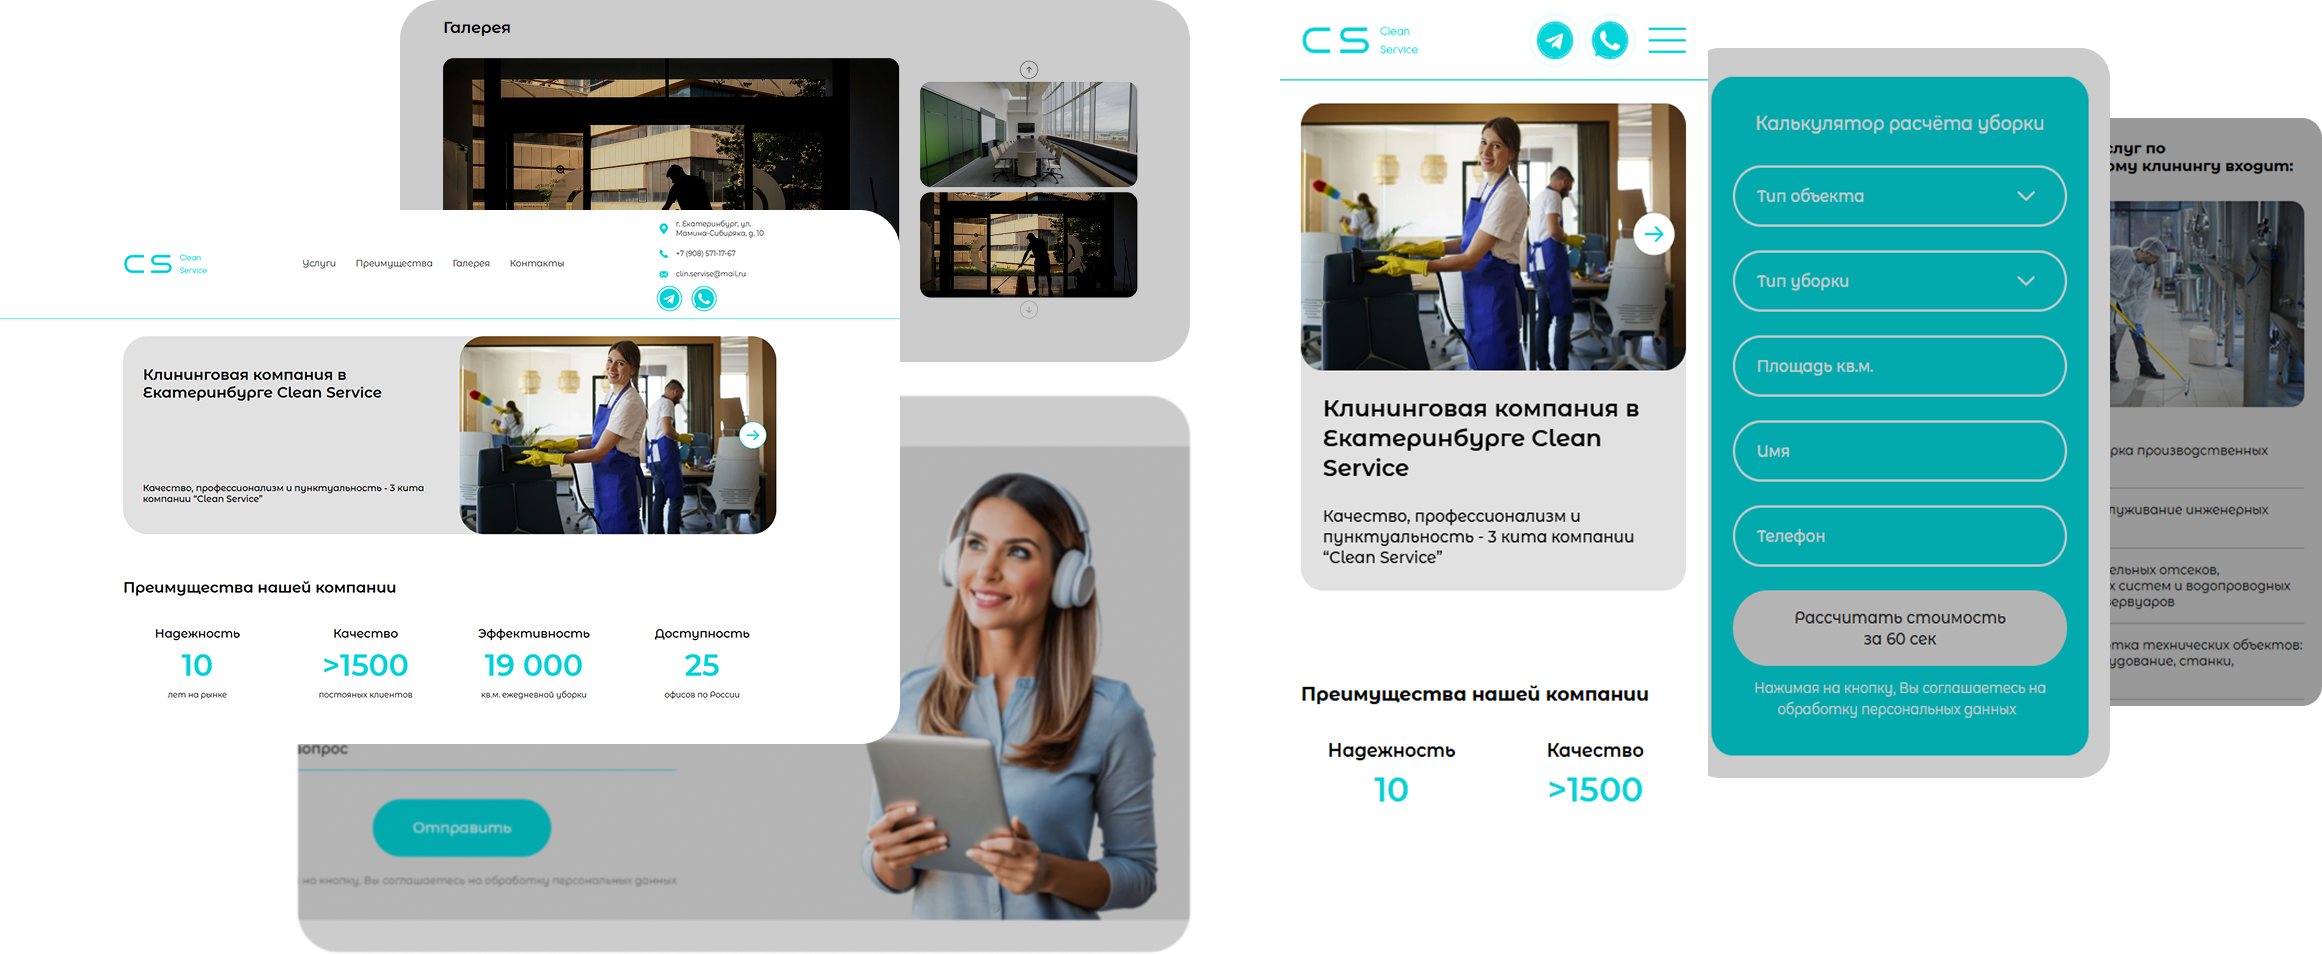 Галерея
CS Clean
Service
Услуги Преимущества Галерея Контакты
г. Екатеринбург, ул.
Мамина-Сибиряка, д. 10
+7 (908) 571-17-67
clin.servise@mail.ru
Клининговая компания в
Екатеринбурге Clean Service
Качество, профессионализм и пунктуальность - 3 кита
компании “Clean Service”
Преимущества нашей компании
Надежность
10
лет на рынке
Качество
>1500
постояных клиентов
Эффективность
19 000
кв.м. ежедневной уборки
Доступность
25
офисов по России
вопрос
Отправить
на кнопку, Вы соглашаетесь на обработку персональных данных
CS Clean
Service
Клининговая компания в
Екатеринбурге Clean
Service
Качество, профессионализм и
пунктуальность - 3 кита компании
“Clean Service”
Преимущества нашей компании
Надежность
10
Качество
>1500
Калькулятор расчёта уборки
Тип объекта
Тип уборки
Площадь кв.м.
Имя
Телефон
Рассчитать стоимость
за 60 сек
Нажимая на кнопку, Вы соглашаетесь на
обработку персональных данных
слуг по
ому клинингу входит:
рка производственных
луживание инженерных
ельных отсеков,
х систем и водопроводных
ервуаров
тка технических объектов:
удование, станки,